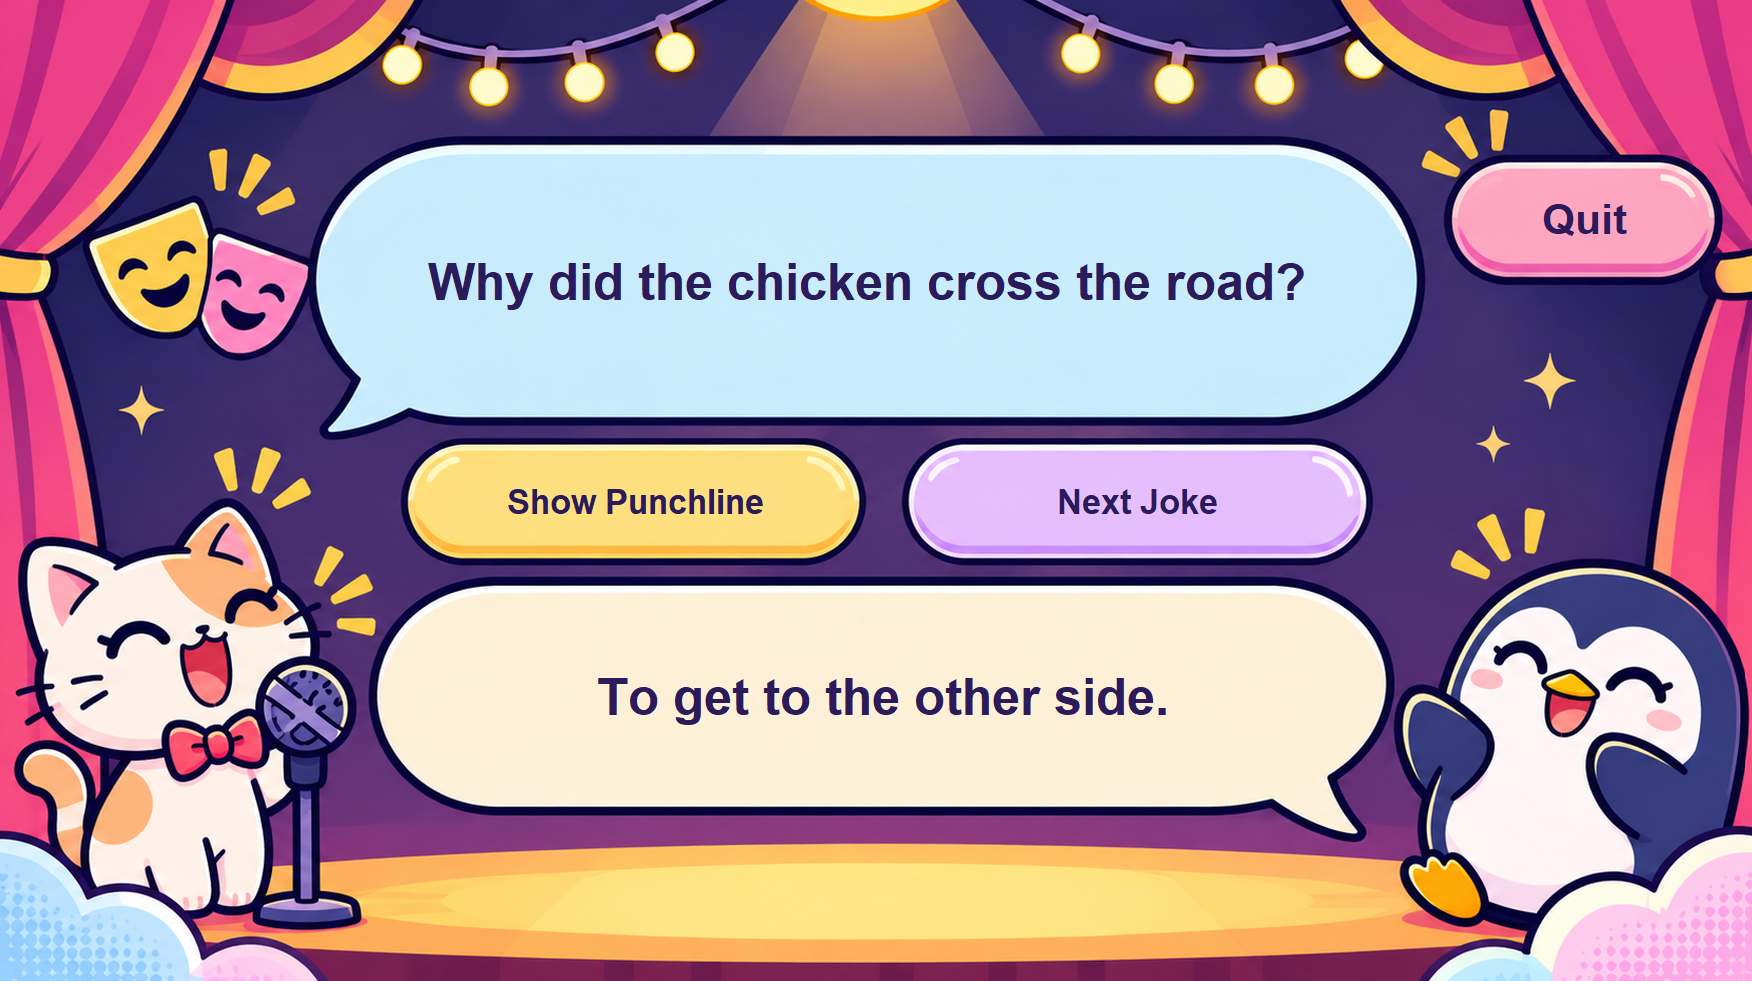 Why did the chicken cross the road?
Quit
Show Punchline
Next Joke
To get to the other side.